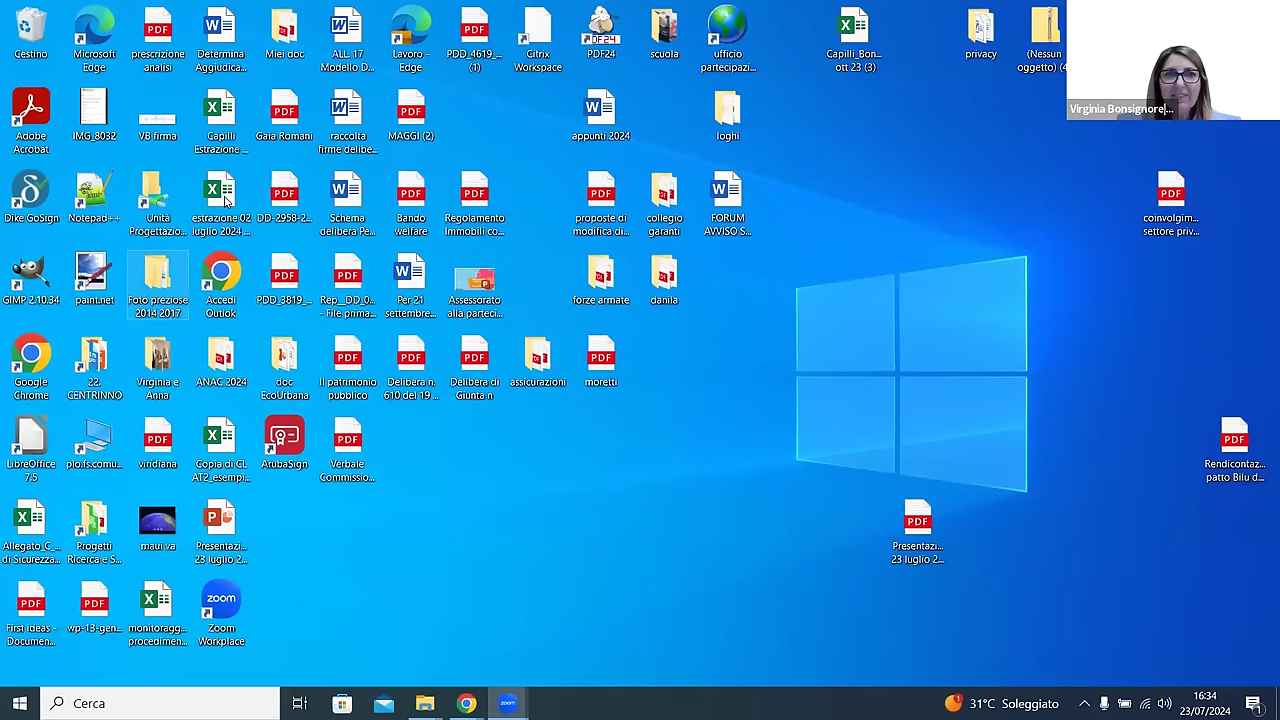 Cestino
Microsoft
Edge
prescrizione
analisi
Determina
Aggiudica...
Miei doc
ALL. 17
Modello D...
Lavoro -
Edge
PDD_4619_...
(1)
Citrix
Workspace
PDF24
scuola
ufficio
partecipazi...
Capilli_Bon...
ott 23 (3)
privacy
(Nessun
oggetto) (4
Virginia Bonsignore|...
Adobe
Acrobat
IMG_8032
VB firma
Capilli
Estrazione ...
Gaia Romani
raccolta
firme delibe...
MAGGI (2)
appunti 2024
loghi
Dike GoSign
Notepad++
Unità
Progettazio...
estrazione 02
luglio 2024 ...
DD-2958-2...
Schema
delibera Pe...
Bando
welfare
Regolamento
Immobili co...
proposte di
modifica di...
collegio
garanti
FORUM
AVVISO S...
coinvolgim...
settore priv...
GIMP 2.10.34
paint.net
Foto preziose
2014 2017
Accedi
Outlok
PDD_3819_...
Rep__DD_0...
- File prima...
Per 21
settembre...
Assessorato
alla parteci...
forze armate
danila
Google
Chrome
22.
CENTRINNO
Virginia e
Anna
ANAC 2024
doc
EcoUrbana
Il patrimonio
pubblico
Delibera n.
610 del 19 ...
Delibera di
Giunta n
assicurazioni
moretti
LibreOffice
7.5
plo.fs.comu...
viridiana
Copia di CL
AT2_esempi...
ArubaSign
Verbale
Commissio...
Rendicontaz...
patto Bilu d...
Allegato_C_...
di Sicurezza...
Progetti
Ricerca e S...
maui va
Presentazi...
23 luglio 2...
Presentazi...
23 luglio 2...
First ideas -
Documen...
wp-13-gen...
monitoragg...
procedimen...
Zoom
Workplace
Cerca
31°C Soleggiato
16:34
23/07/2024